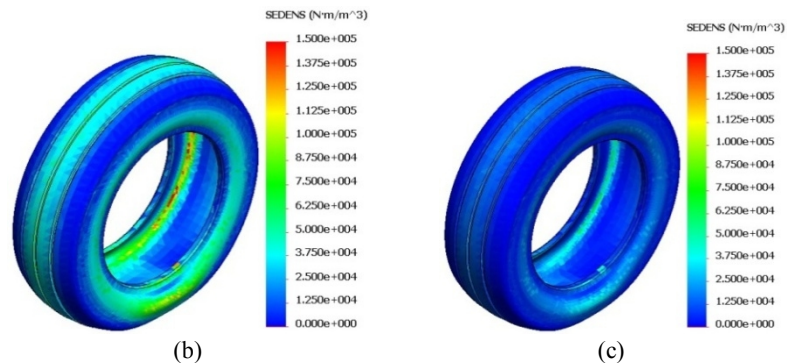 SEDENS (N·m/m^3)
1.500e+005
1.375e+005
1.250e+005
1.125e+005
1.000e+005
8.750e+004
7.500e+004
6.250e+004
5.000e+004
3.750e+004
2.500e+004
1.250e+004
0.000e+000
(b)
SEDENS (N·m/m^3)
1.500e+005
1.375e+005
1.250e+005
1.125e+005
1.000e+005
8.750e+004
7.500e+004
6.250e+004
5.000e+004
3.750e+004
2.500e+004
1.250e+004
0.000e+000
(c)